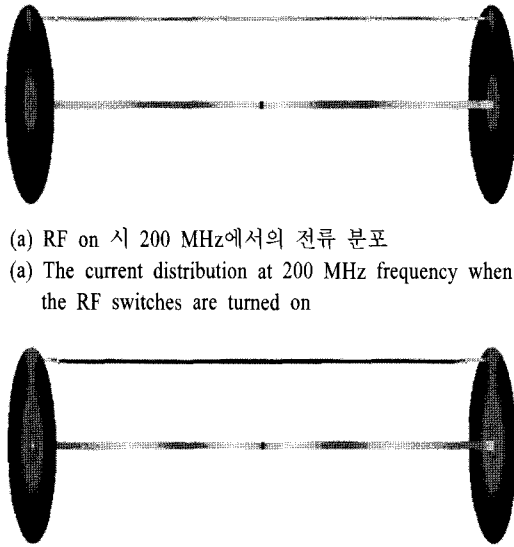 (a) RF on 시 200 MHz에서의 전류 분포
(a) The current distribution at 200 MHz frequency when
the RF switches are turned on